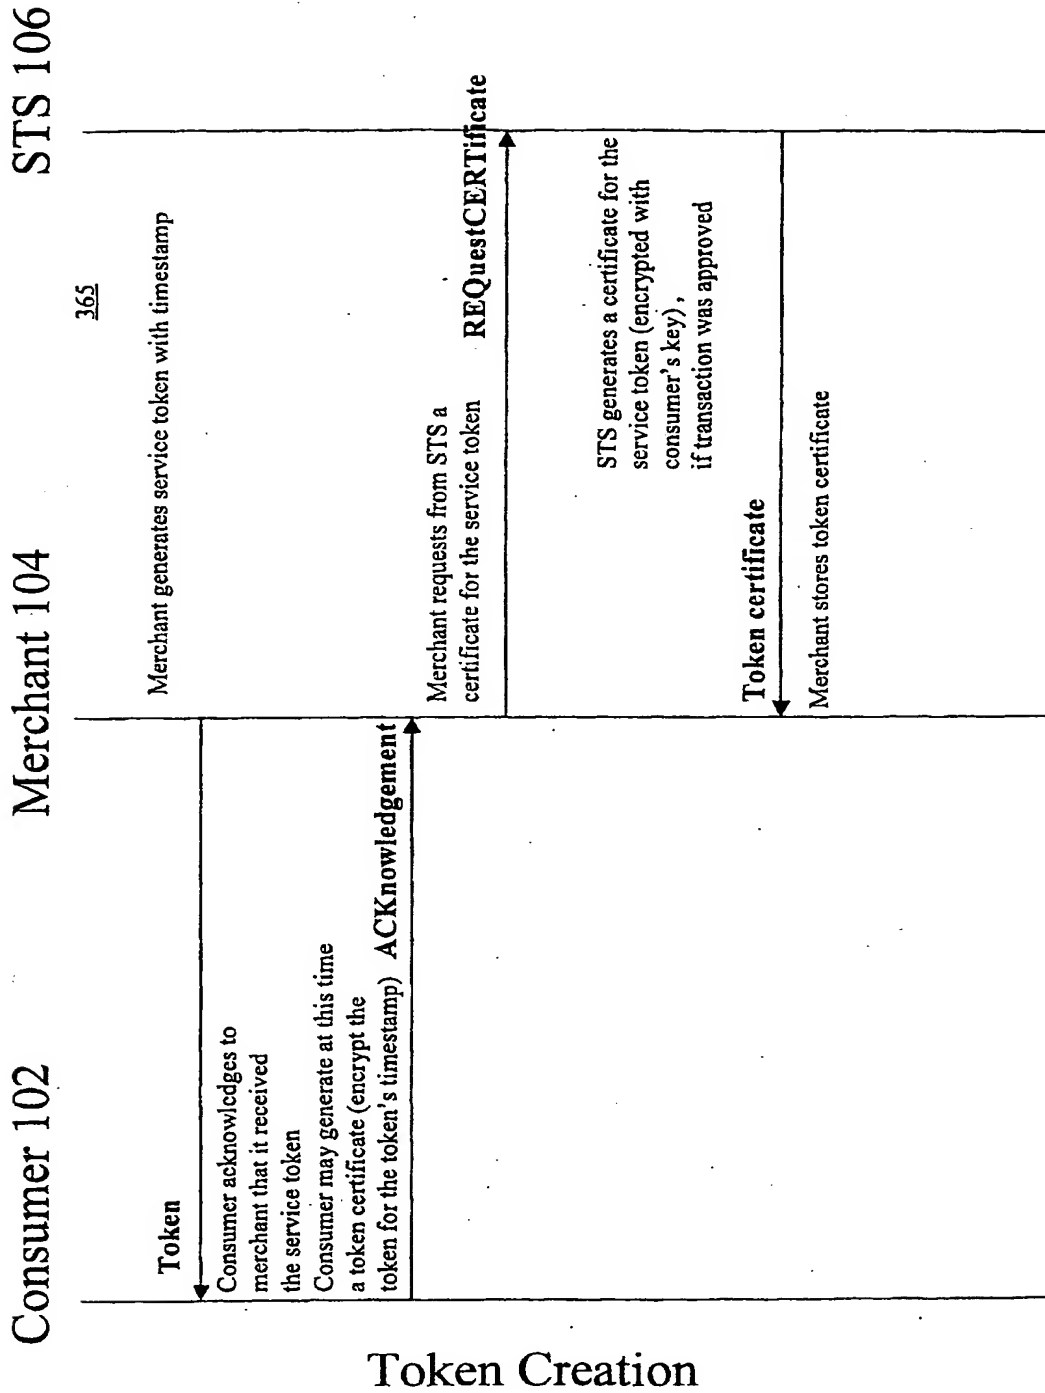 Consumer 102
Merchant 104
STS 106
365
Merchant generates service token with timestamp
Token
Consumer acknowledges to
merchant that it received
the service token
Consumer may generate at this time
a token certificate (encrypt the
token for the token's timestamp)
ACKnowledgement
Merchant requests from STS a
certificate for the service token
REQuestCERTificate
STS generates a certificate for the
service token (encrypted with
consumer's key),
if transaction was approved
Token certificate
Merchant stores token certificate
Token Creation